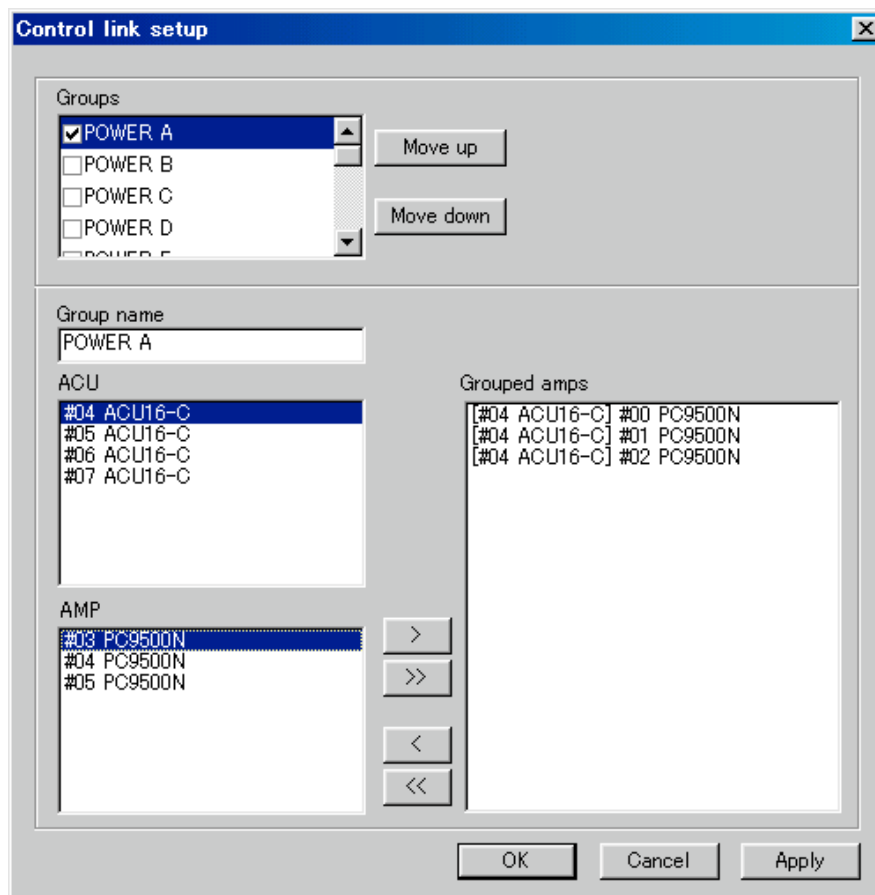 Control link setup
Groups
POWER A
POWER B
POWER C
POWER D
Move up
Move down
Group name
POWER A
ACU
#04 ACU16-C
#05 ACU16-C
#06 ACU16-C
#07 ACU16-C
Grouped amps
[#04 ACU16-C] #00 PC9500N
[#04 ACU16-C] #01 PC9500N
[#04 ACU16-C] #02 PC9500N
AMP
#03 PC9500N
#04 PC9500N
#05 PC9500N
>
>>
<
<<
OK
Cancel
Apply